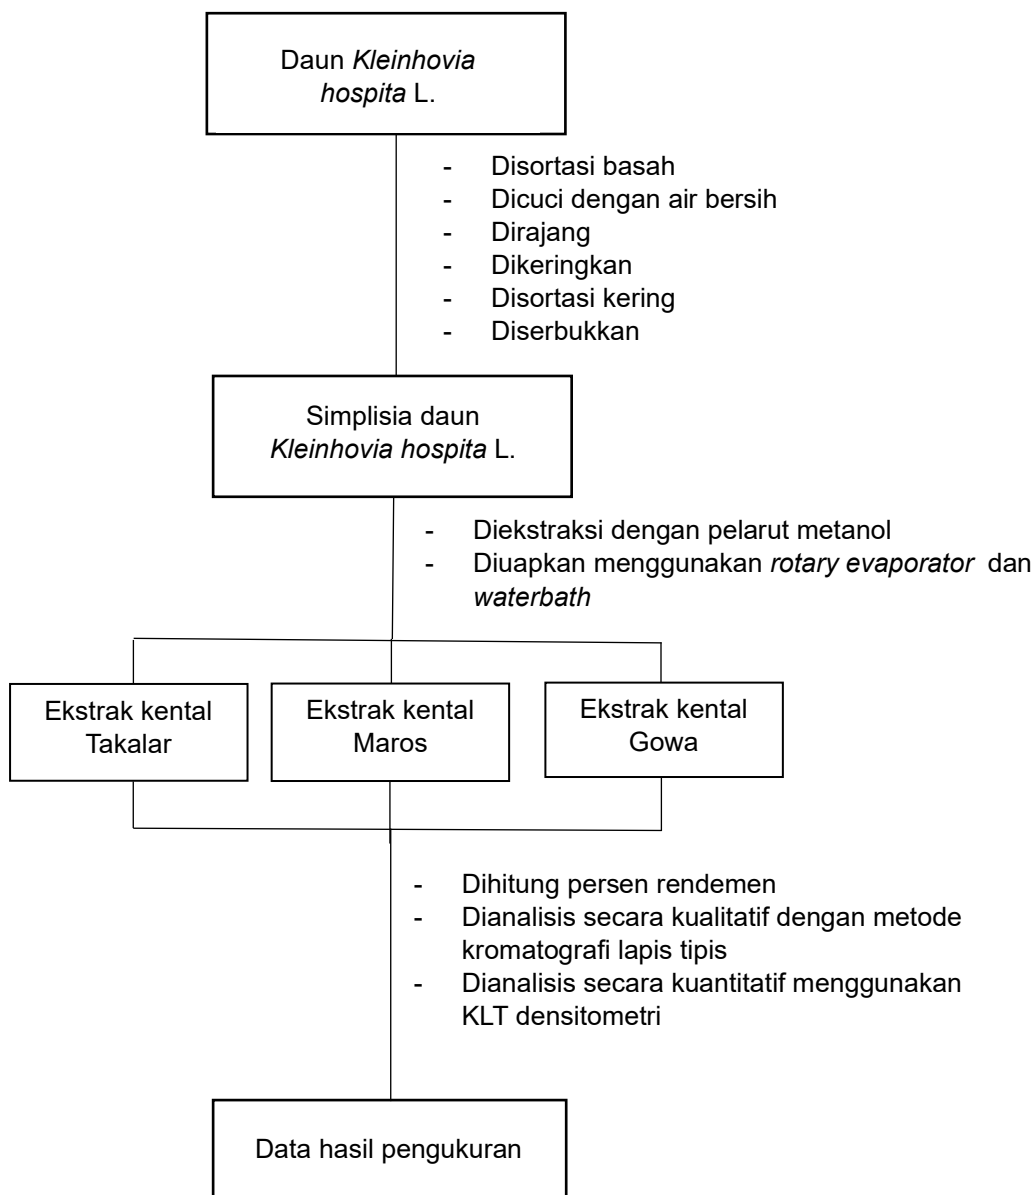 Daun Kleinhovia
hospita L.
- Disortasi basah
- Dicuci dengan air bersih
- Dirajang
- Dikeringkan
- Disortasi kering
- Diserbukkan
Simplisia daun
Kleinhovia hospita L.
- Diekstraksi dengan pelarut metanol
- Diuapkan menggunakan rotary evaporator dan
waterbath
Ekstrak kental
Takalar
Ekstrak kental
Maros
Ekstrak kental
Gowa
- Dihitung persen rendemen
- Dianalisis secara kualitatif dengan metode
kromatografi lapis tipis
- Dianalisis secara kuantitatif menggunakan
KLT densitometri
Data hasil pengukuran